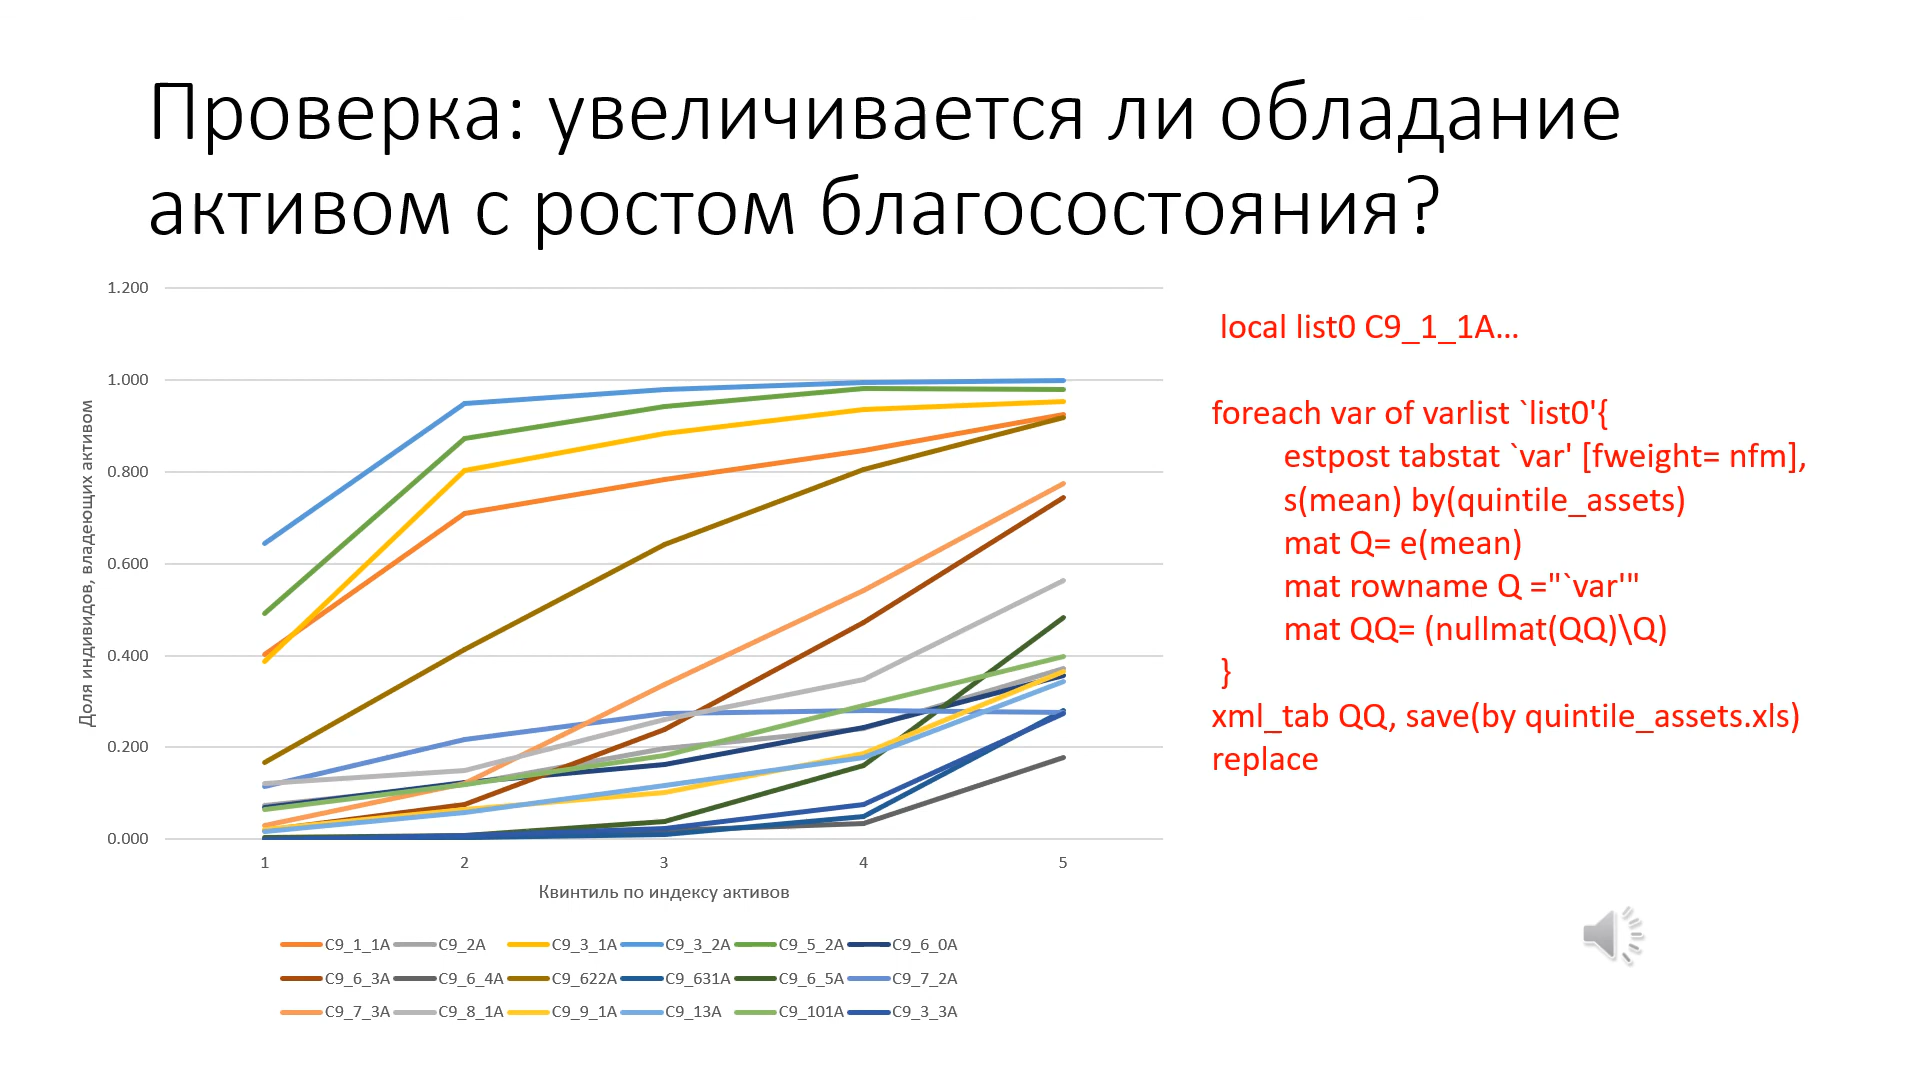 Проверка: увеличивается ли обладание
активом с ростом благосостояния?
1.200
1.000
0.800
0.600
0.400
0.200
0.000
Доля индивидов, владеющих активом
1 2 3 4 5
Квинтиль по индексу активов
C9_1_1A C9_2A C9_3_1A C9_3_2A C9_5_2A C9_6_0A
C9_6_3A C9_6_4A C9_622A C9_631A C9_6_5A C9_7_2A
C9_7_3A C9_8_1A C9_9_1A C9_13A C9_101A C9_3_3A
local list0 C9_1_1A...
foreach var of varlist `list0'{
estpost tabstat `var' [fweight= nfm],
s(mean) by(quintile_assets)
mat Q= e(mean)
mat rowname Q ="`var'"
mat QQ= (nullmat(QQ)\Q)
}
xml_tab QQ, save(by quintile_assets.xls)
replace